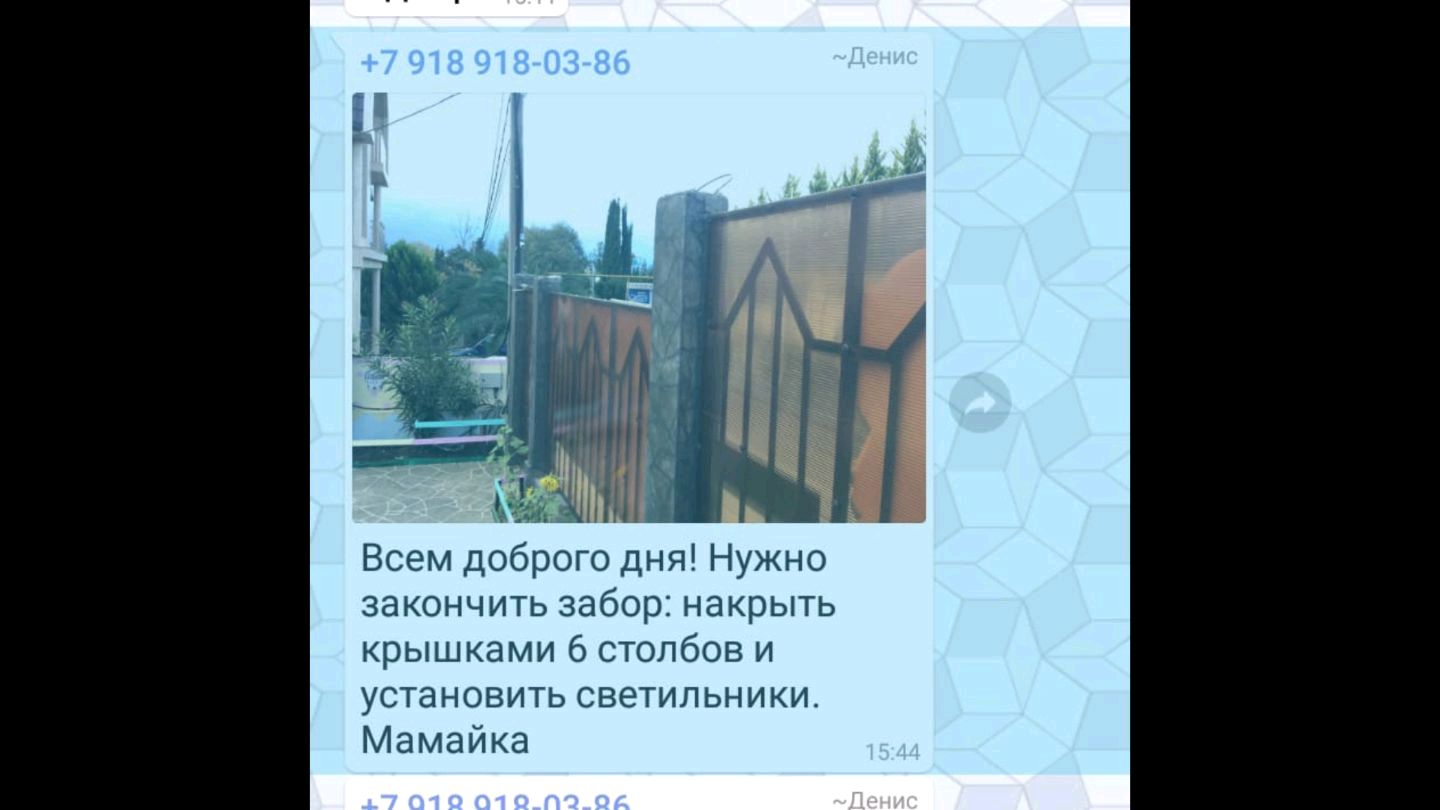 +7 918 918-03-86
~Денис
Всем доброго дня! Нужно
закончить забор: накрыть
крышками 6 столбов и
установить светильники.
Мамайка
15:44
+7 918 918-03-86
~Денис